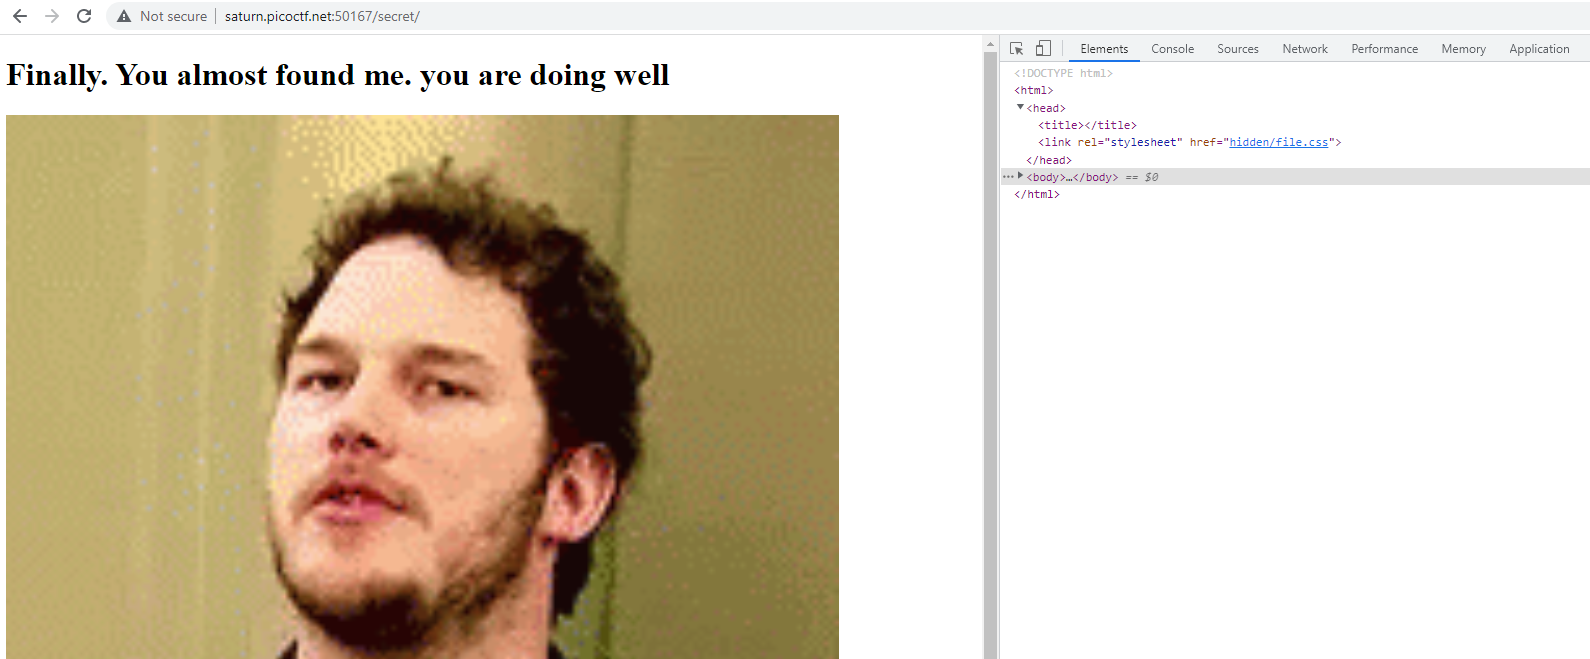 Not secure | saturn.picoctf.net:50167/secret/
Finally. You almost found me. you are doing well
Elements Console Sources Network Performance Memory Application
<!DOCTYPE html>
<html>
<head>
<title></title>
<link rel="stylesheet" href="hidden/file.css">
</head>
<body>…</body> == $0
</html>